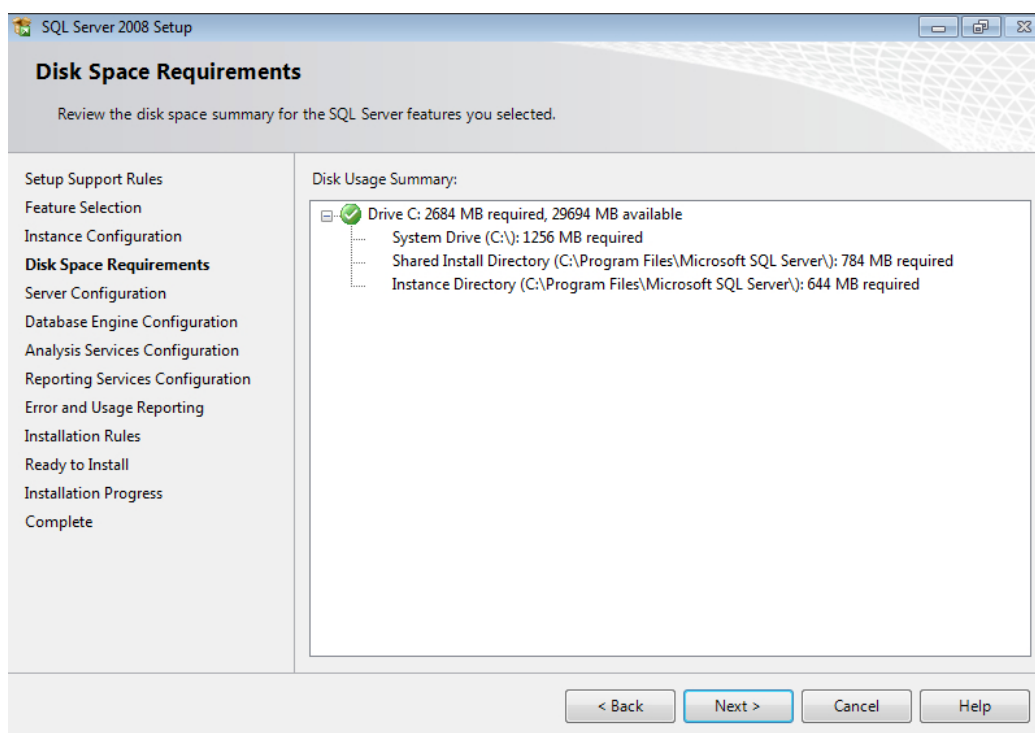 SQL Server 2008 Setup
Disk Space Requirements
Review the disk space summary for the SQL Server features you selected.
Setup Support Rules
Feature Selection
Instance Configuration
Disk Space Requirements
Server Configuration
Database Engine Configuration
Analysis Services Configuration
Reporting Services Configuration
Error and Usage Reporting
Installation Rules
Ready to Install
Installation Progress
Complete
Disk Usage Summary:
Drive C: 2684 MB required, 29694 MB available
System Drive (C:\): 1256 MB required
Shared Install Directory (C:\Program Files\Microsoft SQL Server\): 784 MB required
Instance Directory (C:\Program Files\Microsoft SQL Server\): 644 MB required
< Back
Next >
Cancel
Help